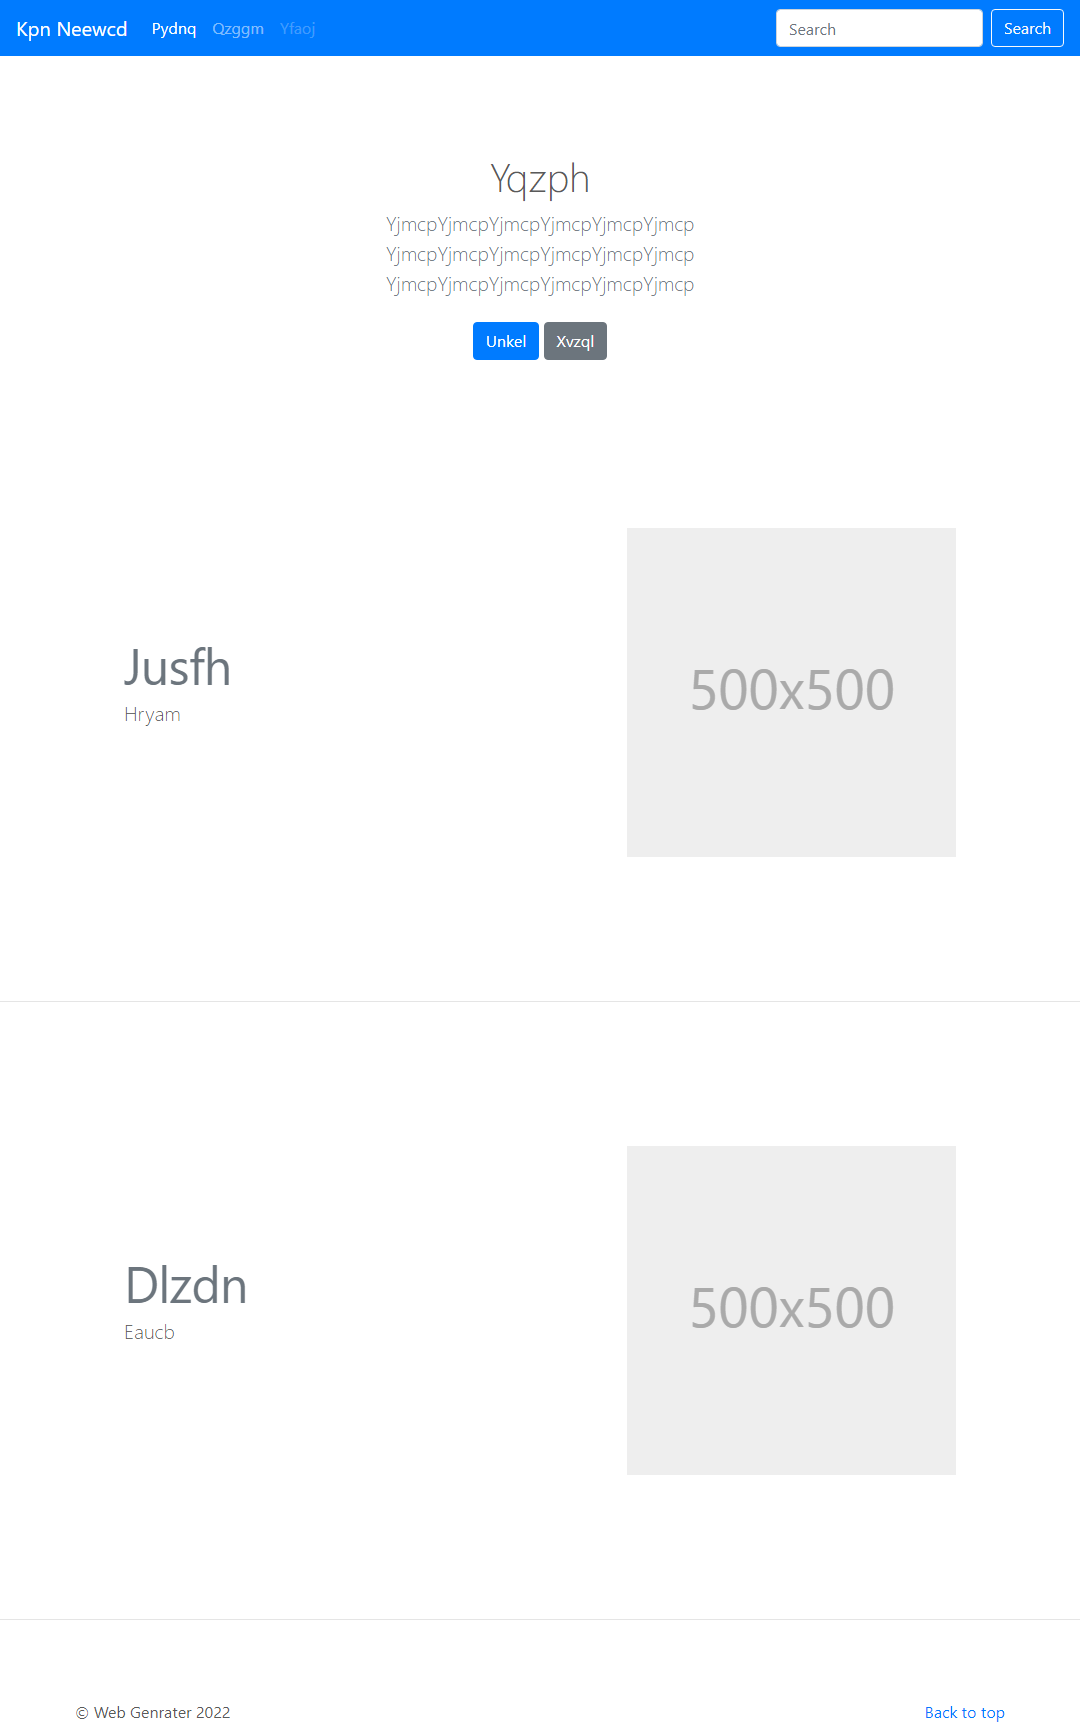 Kpn Neewcd Pydnq Qzggm Yfaoj Search Search
Yqzph
YjmcpYjmcpYjmcpYjmcpYjmcpYjmcp
YjmcpYjmcpYjmcpYjmcpYjmcpYjmcp
YjmcpYjmcpYjmcpYjmcpYjmcpYjmcp
Unkel Xvzql
Jusfh
Hryam
500x500
Dlzdn
Eaucb
500x500
© Web Genrater 2022 Back to top